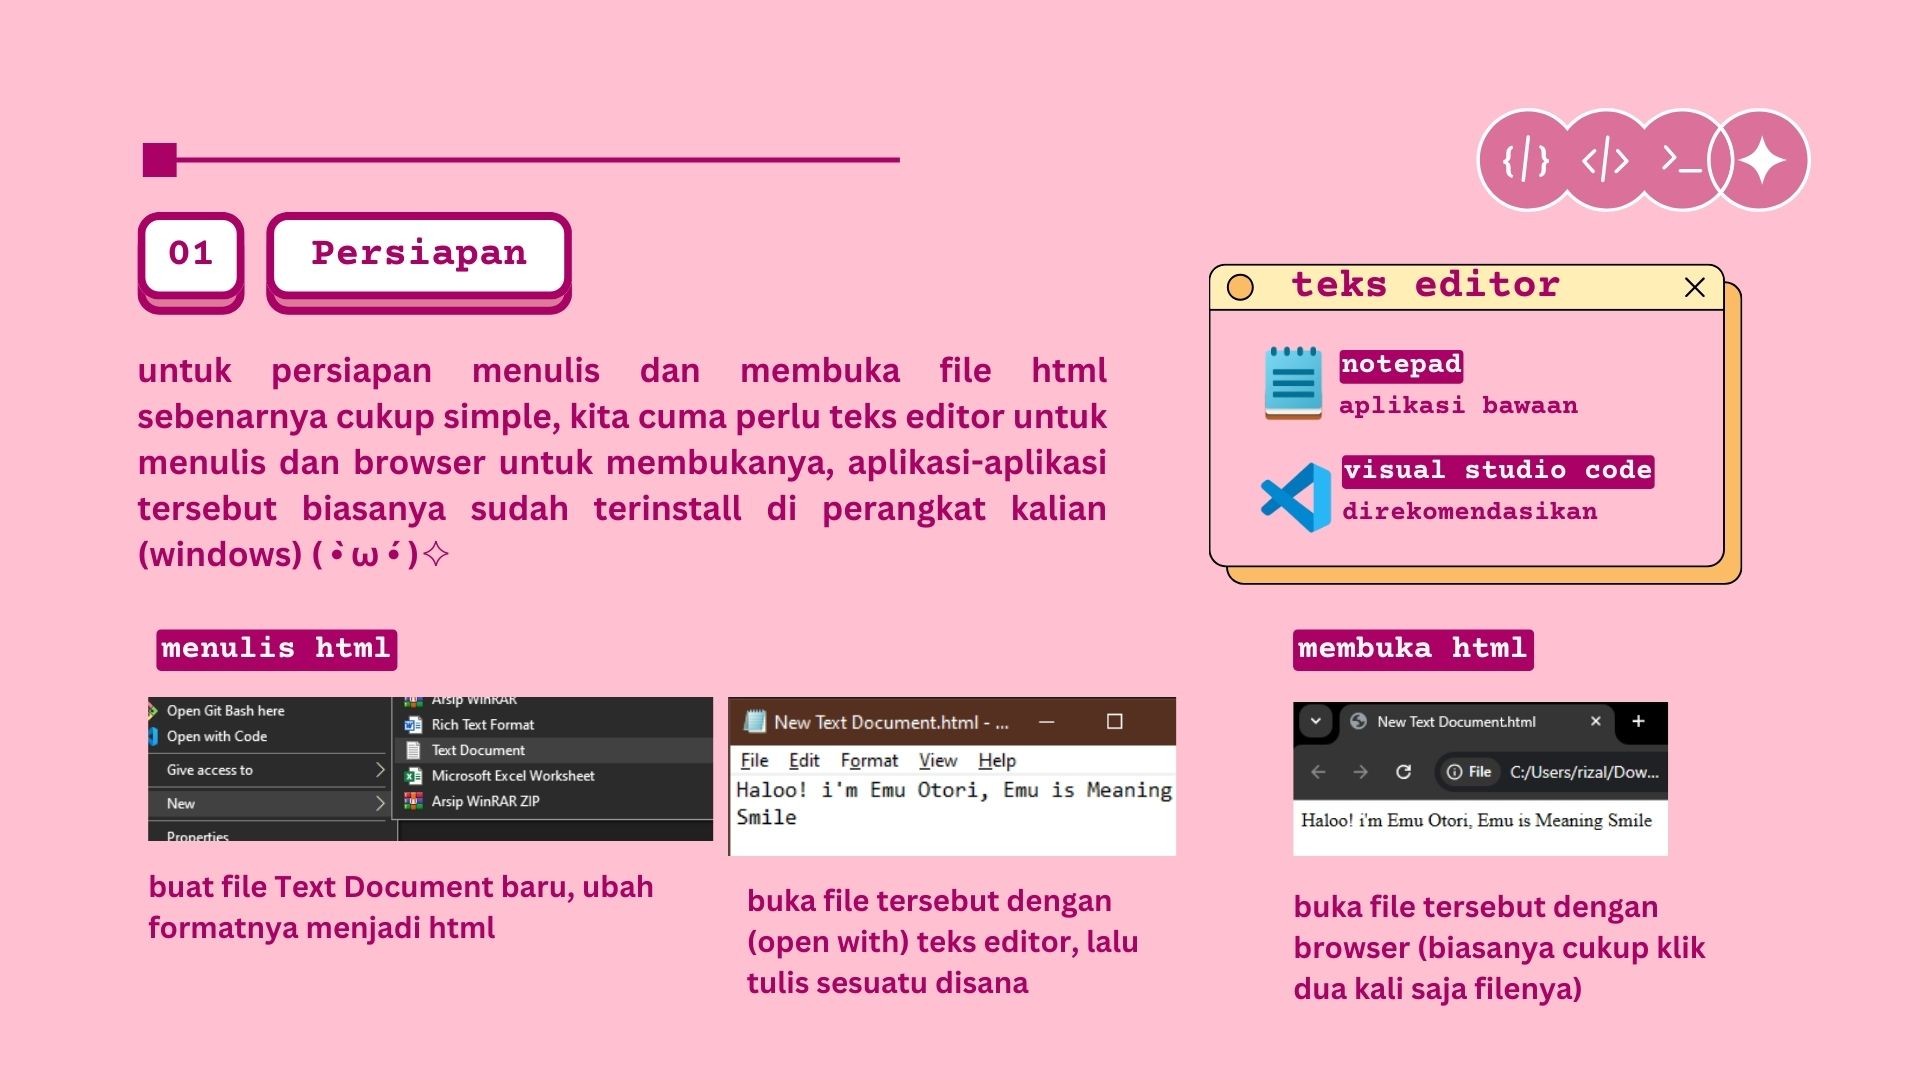 01
Persiapan
untuk persiapan menulis dan membuka file html
sebenarnya cukup simple, kita cuma perlu teks editor untuk
menulis dan browser untuk membukanya, aplikasi-aplikasi
tersebut biasanya sudah terinstall di perangkat kalian
(windows) (•̀ω•́)✧
{/}
</>
>_
teks editor
notepad
aplikasi bawaan
visual studio code
direkomendasikan
menulis html
Open Git Bash here
Open with Code
Give access to
New
Properties
Arsip WinRAR
Rich Text Format
Text Document
Microsoft Excel Worksheet
Arsip WinRAR ZIP
buat file Text Document baru, ubah
formatnya menjadi html
New Text Document.html - ...
File Edit Format View Help
Haloo! i'm Emu Otori, Emu is Meaning
Smile
buka file tersebut dengan
(open with) teks editor, lalu
tulis sesuatu disana
membuka html
New Text Document.html
File C:/Users/rizal/Dow...
Haloo! i'm Emu Otori, Emu is Meaning Smile
buka file tersebut dengan
browser (biasanya cukup klik
dua kali saja filenya)